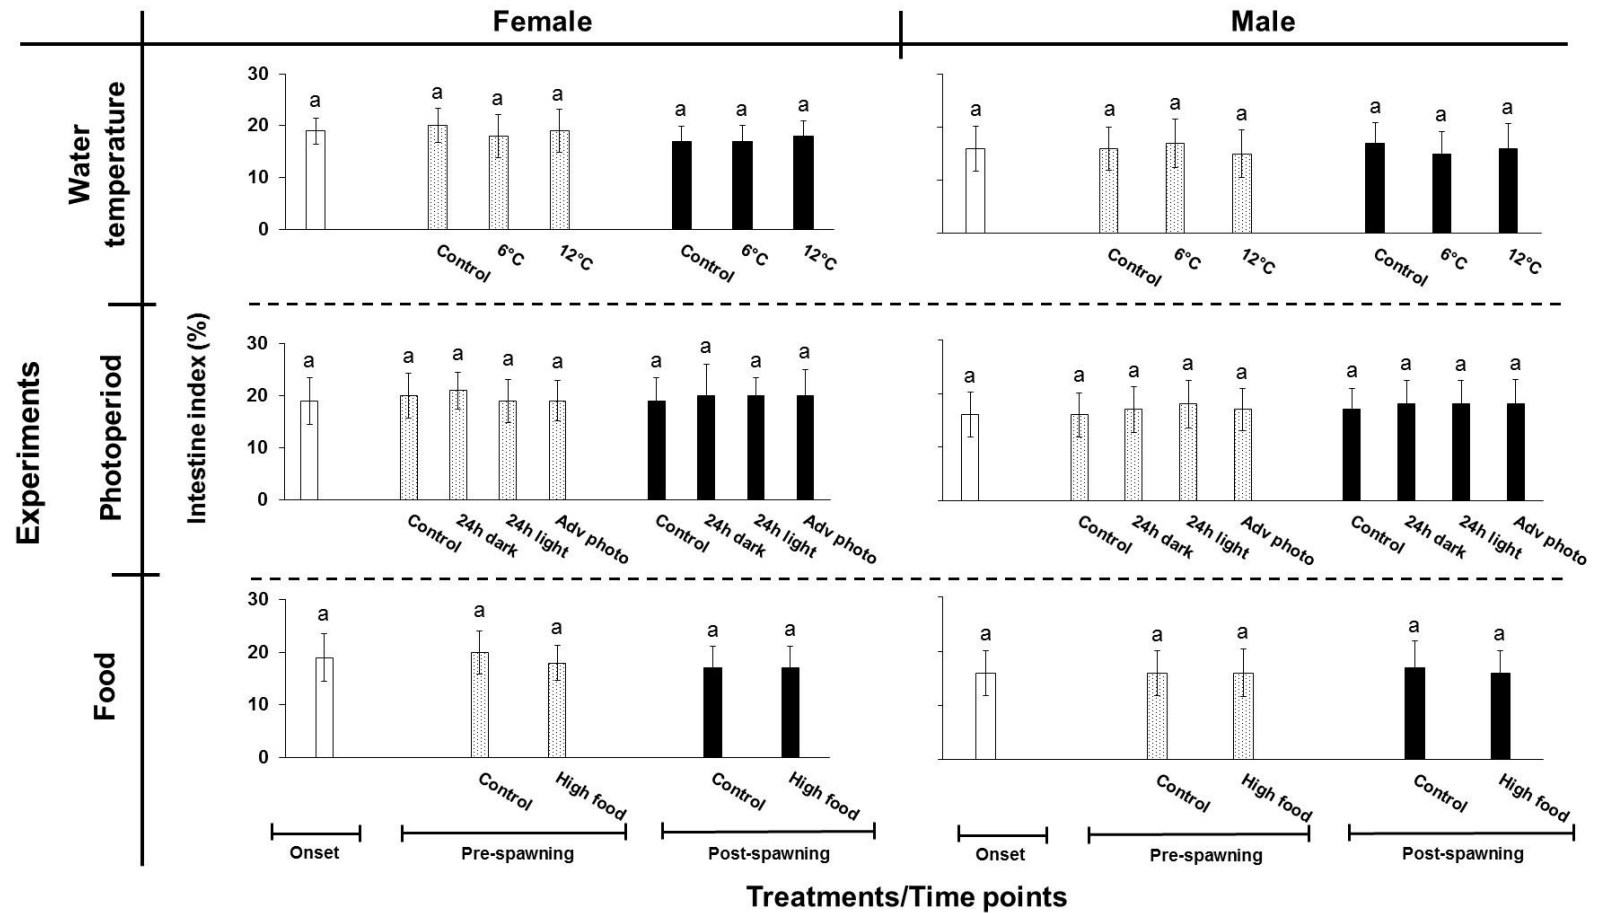 Female Male
Water
temperature
30
20
10
0
a a a a a a a
a a a a a a a
Control 6°C 12°C Control 6°C 12°C
Control 6°C 12°C Control 6°C 12°C
Experiments
Photoperiod
Intestine index (%)
30
20
10
0
a a a a a a a a a
a a a a a a a a a
Control 24h dark 24h light Adv photo Control 24h dark 24h light Adv photo
Control 24h dark 24h light Adv photo Control 24h dark 24h light Adv photo
Food
30
20
10
0
a a a a a
a a a a a
Control High food Control High food
Control High food Control High food
Onset Pre-spawning Post-spawning
Onset Pre-spawning Post-spawning
Treatments/Time points